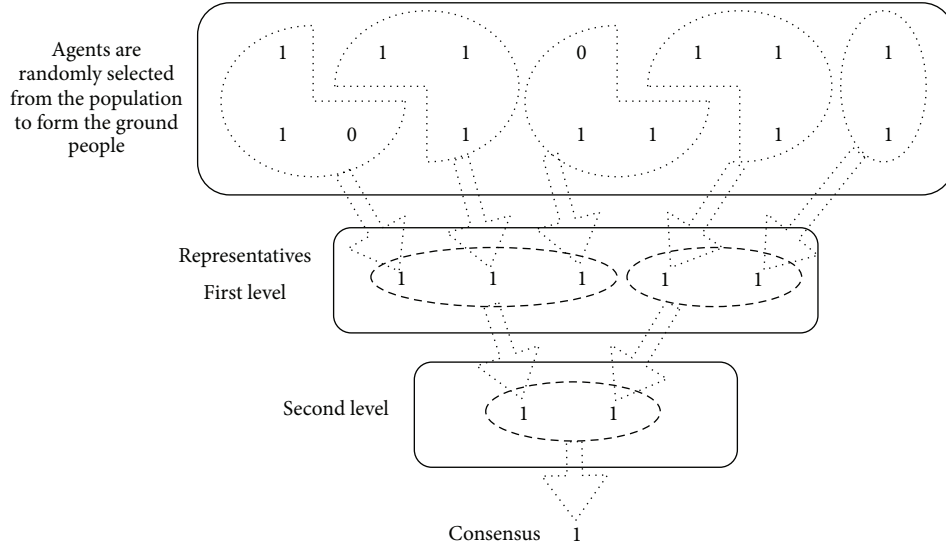 Agents are
randomly selected
from the population
to form the ground
people
1 1 1 0 1 1 1
1 0 1 1 1 1 1
Representatives
First level
1 1 1 1 1
Second level
1 1
Consensus 1